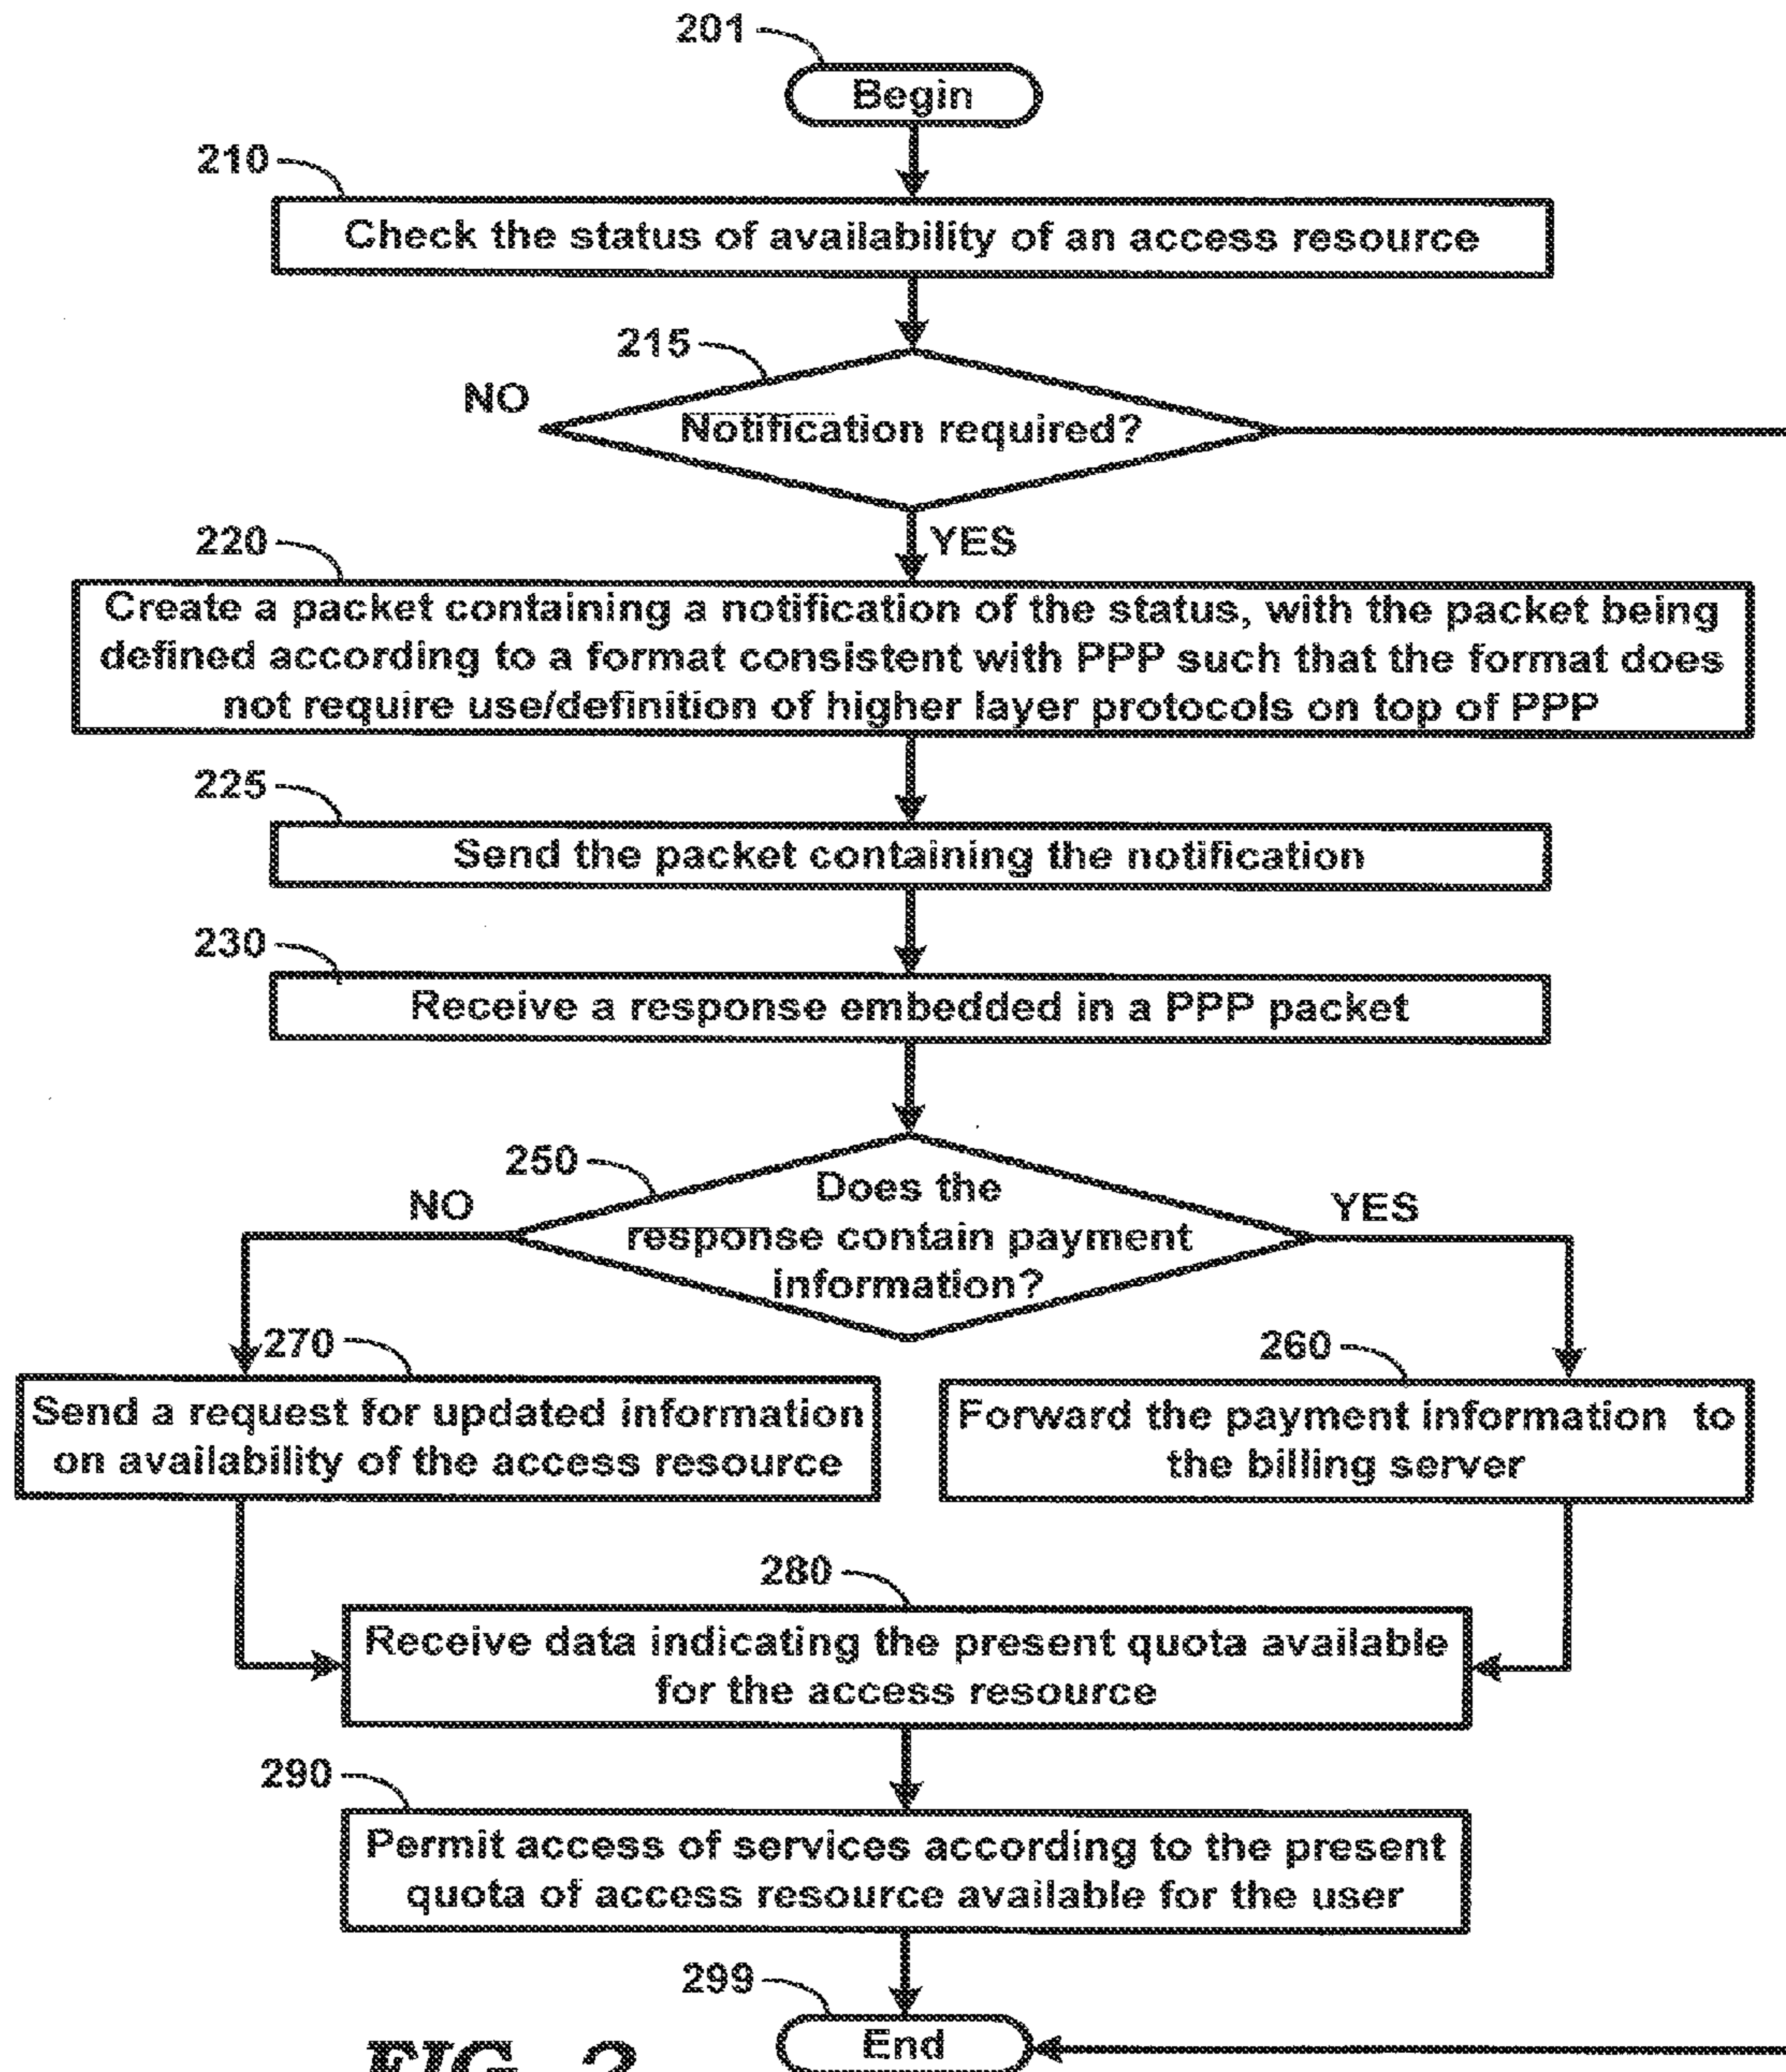 201
Begin
210
Check the status of availability of an access resource
215
NO
Notification required?
YES
220
Create a packet containing a notification of the status, with the packet being
defined according to a format consistent with PPP such that the format does
not require use/definition of higher layer protocols on top of PPP
225
Send the packet containing the notification
230
Receive a response embedded in a PPP packet
250
NO
Does the
response contain payment
information?
YES
270
Send a request for updated information
on availability of the access resource
260
Forward the payment information to
the billing server
280
Receive data indicating the present quota available
for the access resource
290
Permit access of services according to the present
quota of access resource available for the user
299
End
FIG. 2